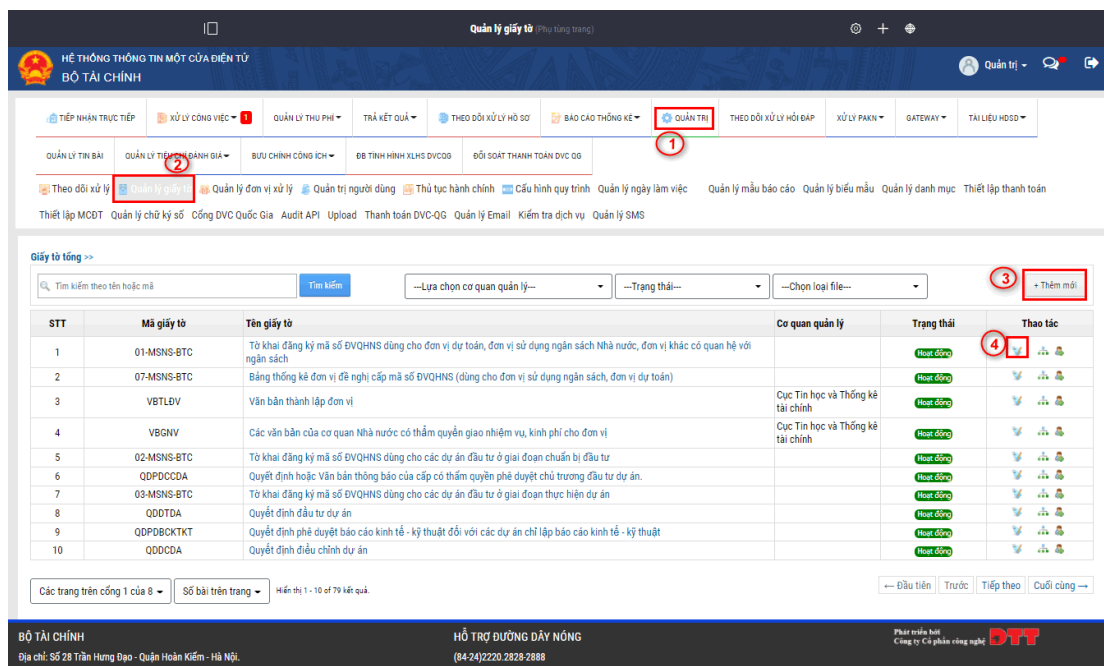 Quản lý giấy tờ (Phụ tùng trang)
HỆ THỐNG THÔNG TIN MỘT CỬA ĐIỆN TỬ
BỘ TÀI CHÍNH
Quản trị
TIẾP NHẬN TRỰC TIẾP XỬ LÝ CÔNG VIỆC 1 QUẢN LÝ THU PHÍ TRẢ KẾT QUẢ THEO DÕI XỬ LÝ HỒ SƠ BÁO CÁO THỐNG KÊ QUẢN TRỊ THEO DÕI XỬ LÝ HỎI ĐÁP XỬ LÝ PAKN GATEWAY TÀI LIỆU HDSD
1
QUẢN LÝ TIN BÀI QUẢN LÝ TIÊU CHÍ ĐÁNH GIÁ BƯU CHÍNH CÔNG ÍCH ĐB TÌNH HÌNH XLHS DVCQG ĐỐI SOÁT THANH TOÁN DVC QG
2
Theo dõi xử lý Quản lý giấy tờ Quản lý đơn vị xử lý Quản trị người dùng Thủ tục hành chính Cấu hình quy trình Quản lý ngày làm việc Quản lý mẫu báo cáo Quản lý biểu mẫu Quản lý danh mục Thiết lập thanh toán
Thiết lập MCĐT Quản lý chữ ký số Cổng DVC Quốc Gia Audit API Upload Thanh toán DVC-QG Quản lý Email Kiểm tra dịch vụ Quản lý SMS
Giấy tờ tổng >>
Tìm kiếm theo tên hoặc mã Tìm kiếm ---Lựa chọn cơ quan quản lý--- ---Trạng thái--- ---Chọn loại file--- 3 + Thêm mới
STT Mã giấy tờ Tên giấy tờ Cơ quan quản lý Trạng thái Thao tác
1 01-MSNS-BTC Tờ khai đăng ký mã số ĐVQHNS dùng cho đơn vị dự toán, đơn vị sử dụng ngân sách Nhà nước, đơn vị khác có quan hệ với ngân sách Hoạt động 4
2 07-MSNS-BTC Bảng thống kê đơn vị đề nghị cấp mã số ĐVQHNS (dùng cho đơn vị sử dụng ngân sách, đơn vị dự toán) Hoạt động
3 VBTLĐV Văn bản thành lập đơn vị Cục Tin học và Thống kê tài chính Hoạt động
4 VBGNV Các văn bản của cơ quan Nhà nước có thẩm quyền giao nhiệm vụ, kinh phí cho đơn vị Cục Tin học và Thống kê tài chính Hoạt động
5 02-MSNS-BTC Tờ khai đăng ký mã số ĐVQHNS dùng cho các dự án đầu tư ở giai đoạn chuẩn bị đầu tư Hoạt động
6 QDPDCCDA Quyết định hoặc Văn bản thông báo của cấp có thẩm quyền phê duyệt chủ trương đầu tư dự án. Hoạt động
7 03-MSNS-BTC Tờ khai đăng ký mã số ĐVQHNS dùng cho các dự án đầu tư ở giai đoạn thực hiện dự án Hoạt động
8 QDDTDA Quyết định đầu tư dự án Hoạt động
9 QDPDBCKTKT Quyết định phê duyệt báo cáo kinh tế - kỹ thuật đối với các dự án chỉ lập báo cáo kinh tế - kỹ thuật Hoạt động
10 QDDCDA Quyết định điều chỉnh dự án Hoạt động
Các trang trên cổng 1 của 8 Số bài trên trang Hiển thị 1 - 10 of 79 kết quả. ← Đầu tiên Trước Tiếp theo Cuối cùng →
BỘ TÀI CHÍNH HỖ TRỢ ĐƯỜNG DÂY NÓNG Phát triển bởi
Công ty Cổ phần công nghệ DTT
Địa chỉ: Số 28 Trần Hưng Đạo - Quận Hoàn Kiếm - Hà Nội. (84-24)2220.2828-2888